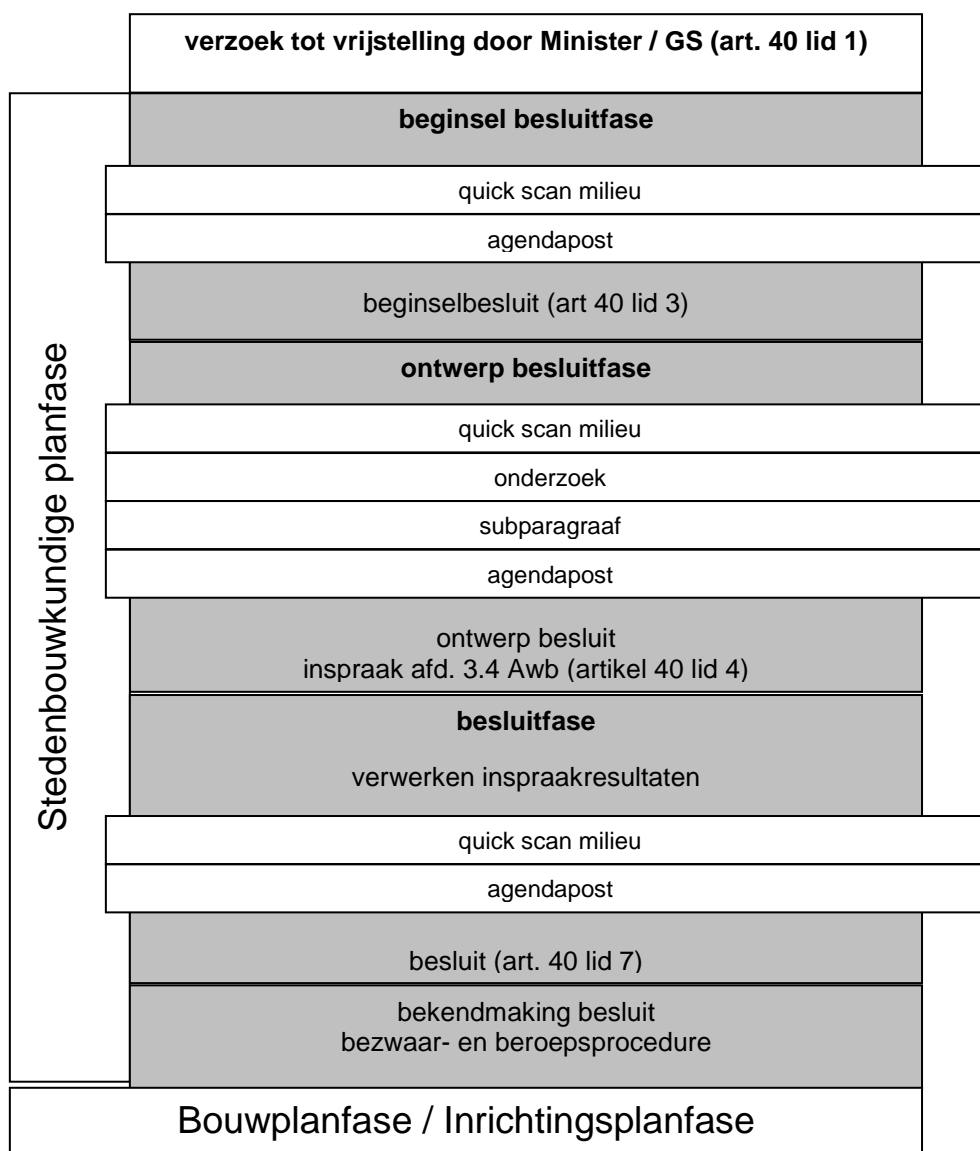 verzoek tot vrijstelling door Minister / GS (art. 40 lid 1)
Stedenbouwkundige planfase
beginsel besluitfase
quick scan milieu
agendapost
beginselbesluit (art 40 lid 3)
ontwerp besluitfase
quick scan milieu
onderzoek
subparagraaf
agendapost
ontwerp besluit
inspraak afd. 3.4 Awb (artikel 40 lid 4)
besluitfase
verwerken inspraakresultaten
quick scan milieu
agendapost
besluit (art. 40 lid 7)
bekendmaking besluit
bezwaar- en beroepsprocedure
Bouwplanfase / Inrichtingsplanfase